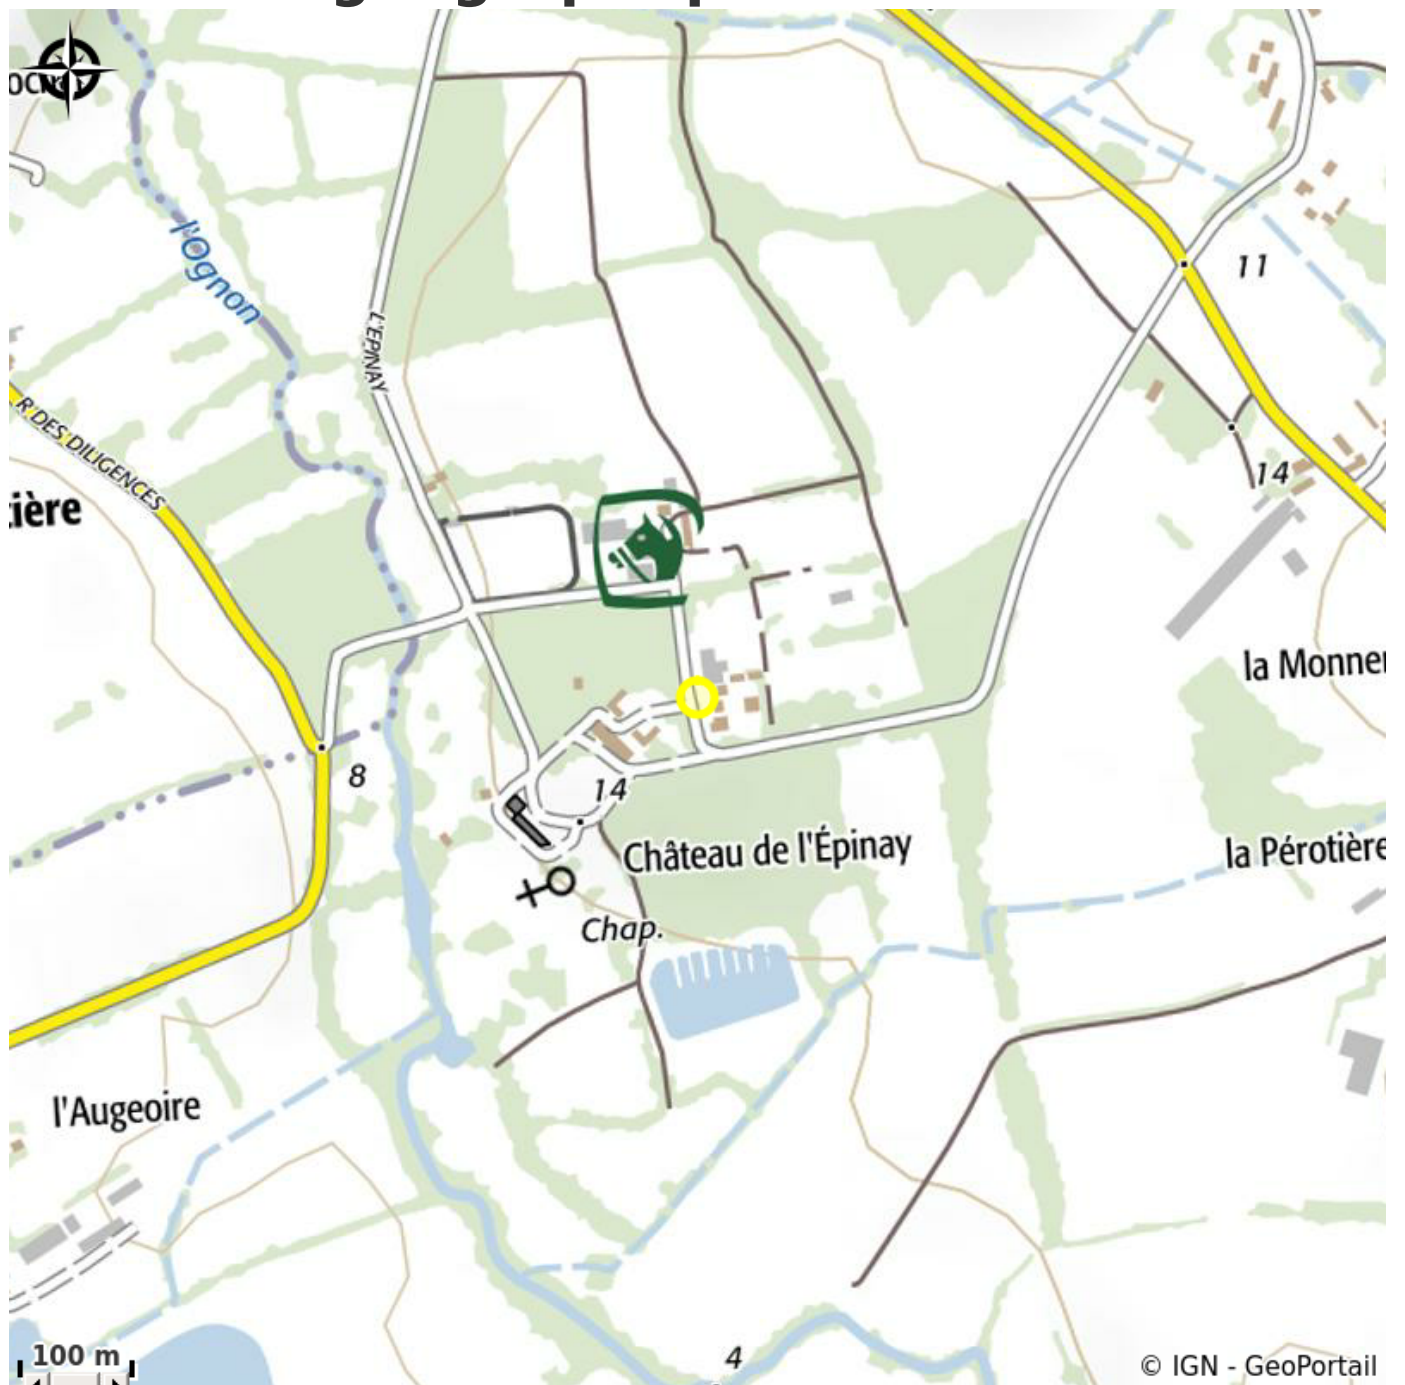 l'Ognon
11
L'EPINAY
R DES DILIGENCES
14
ière
la Monne
8
14
Château de l'Épinay
la Pérotière
Chap.
l'Augeoire
100 m
4
© IGN - GeoPortail